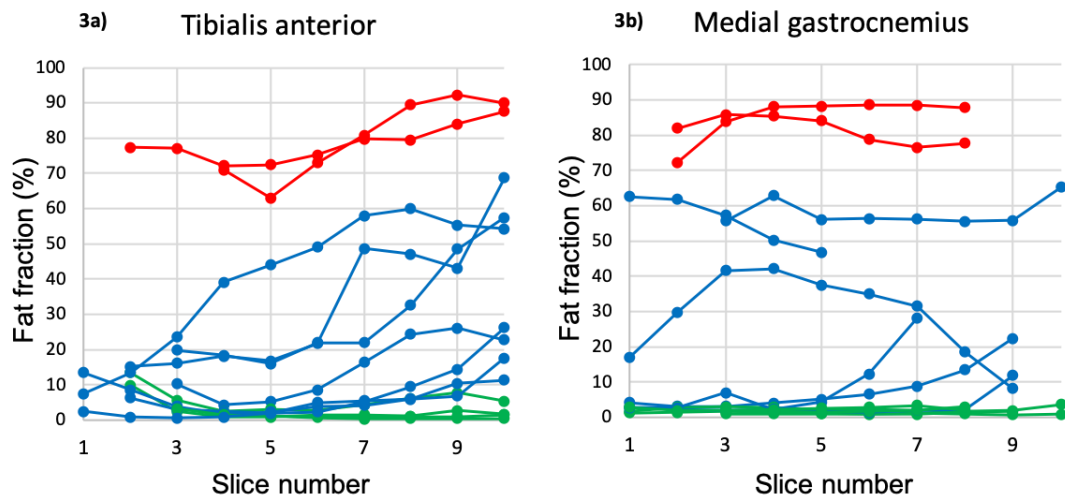 3a) Tibialis anterior
Fat fraction (%)
100
90
80
70
60
50
40
30
20
10
0
1 3 5 7 9
Slice number
3b) Medial gastrocnemius
Fat fraction (%)
100
90
80
70
60
50
40
30
20
10
0
1 3 5 7 9
Slice number